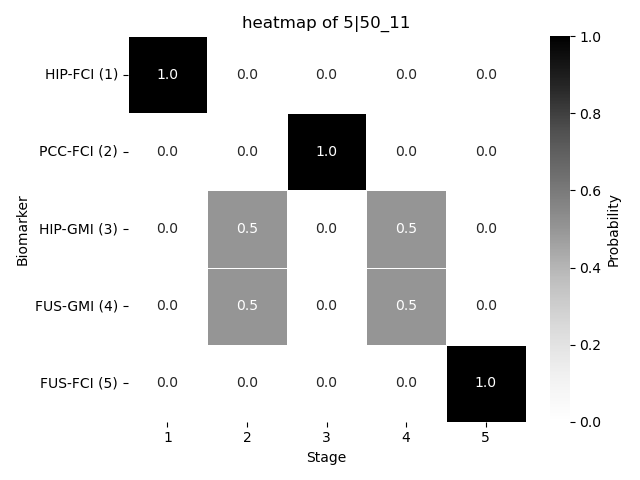 heatmap of 5|50_11
Biomarker
HIP-FCI (1) 1.0 0.0 0.0 0.0 0.0
PCC-FCI (2) 0.0 0.0 1.0 0.0 0.0
HIP-GMI (3) 0.0 0.5 0.0 0.5 0.0
FUS-GMI (4) 0.0 0.5 0.0 0.5 0.0
FUS-FCI (5) 0.0 0.0 0.0 0.0 1.0
1 2 3 4 5
Stage
1.0
0.8
0.6
0.4
0.2
0.0
Probability